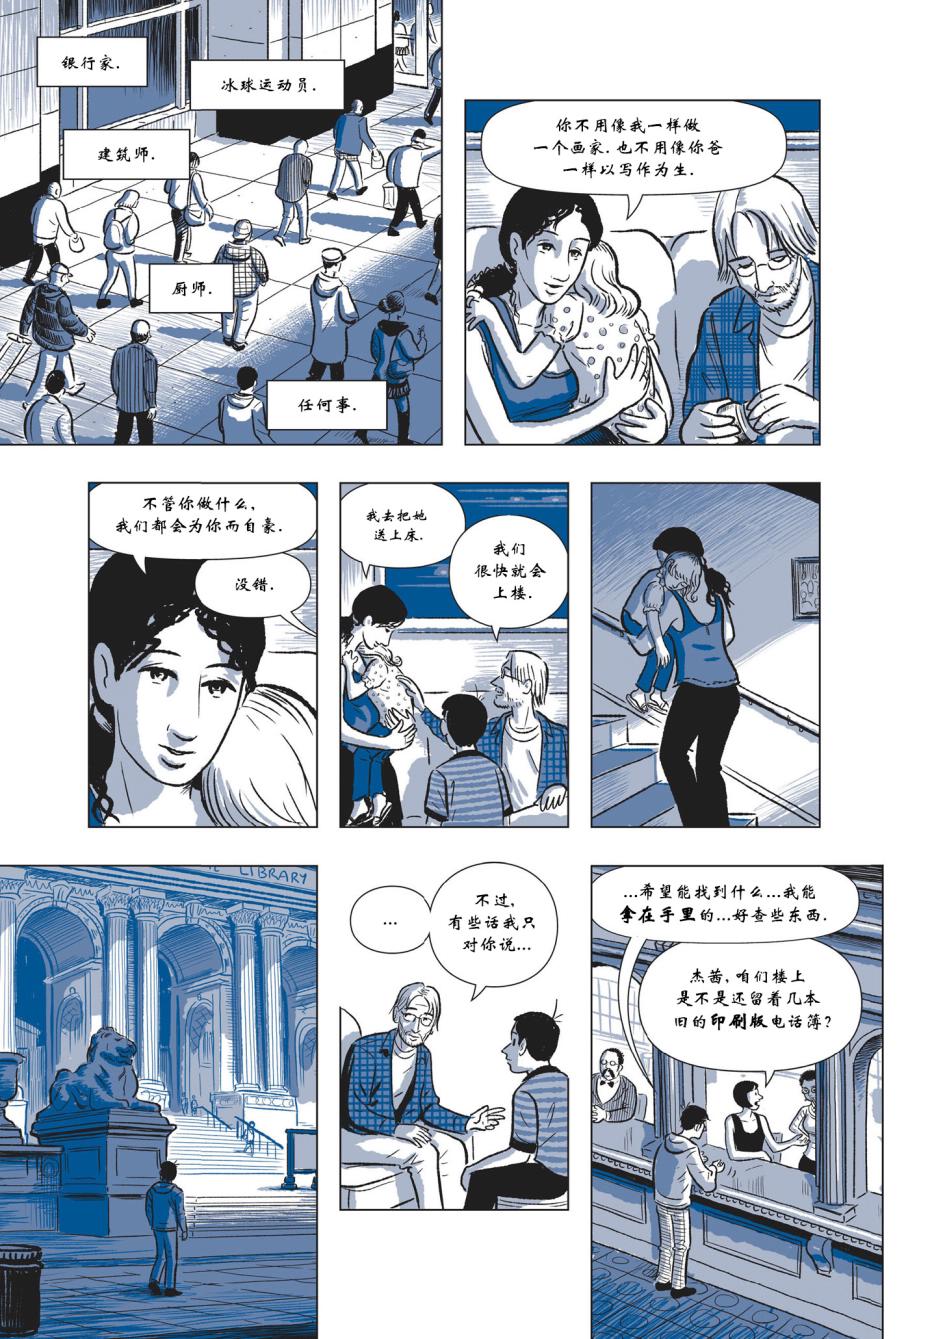 银行家.
冰球运动员.
建筑师.
厨师.
任何事.
你不用像我一样做
一个画家. 也不用像你爸
一样以写作为生.
不管你做什么,
我们都会为你而自豪.
没错.
我去把她
送上床.
我们
很快就会
上楼.
LIBRARY
...
不过,
有些话我只
对你说...
...希望能找到什么...我能
拿在手里的...好查些东西.
杰茜, 咱们楼上
是不是还留着几本
旧的印刷版电话簿?